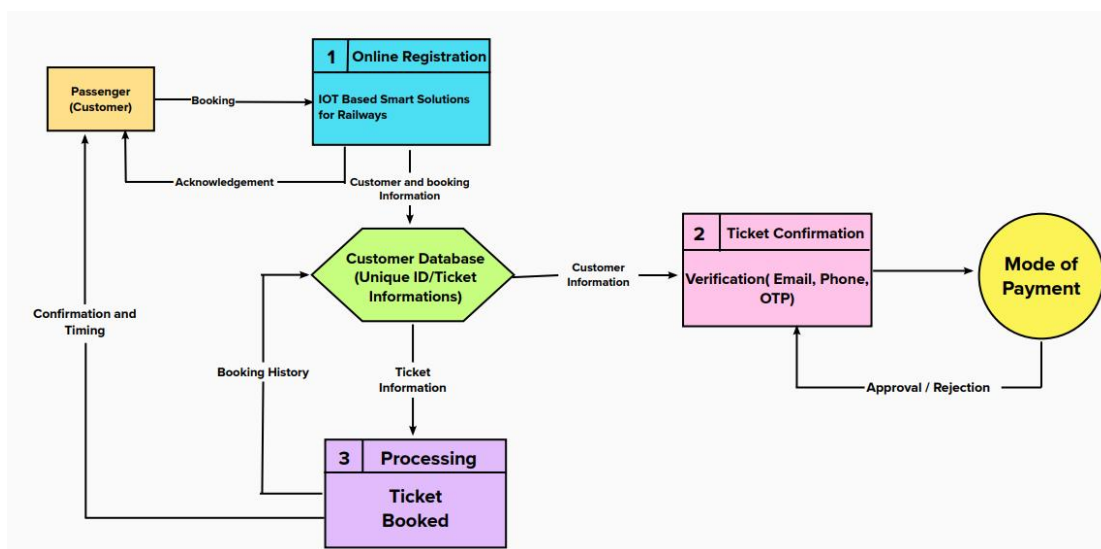 1 Online Registration
IOT Based Smart Solutions
for Railways
Passenger
(Customer)
Booking
Acknowledgement
Customer and booking
Information
Customer Database
(Unique ID/Ticket
Informations)
Customer
Information
2 Ticket Confirmation
Verification( Email, Phone,
OTP)
Mode of
Payment
Approval / Rejection
Confirmation and
Timing
Booking History
Ticket
Information
3 Processing
Ticket
Booked